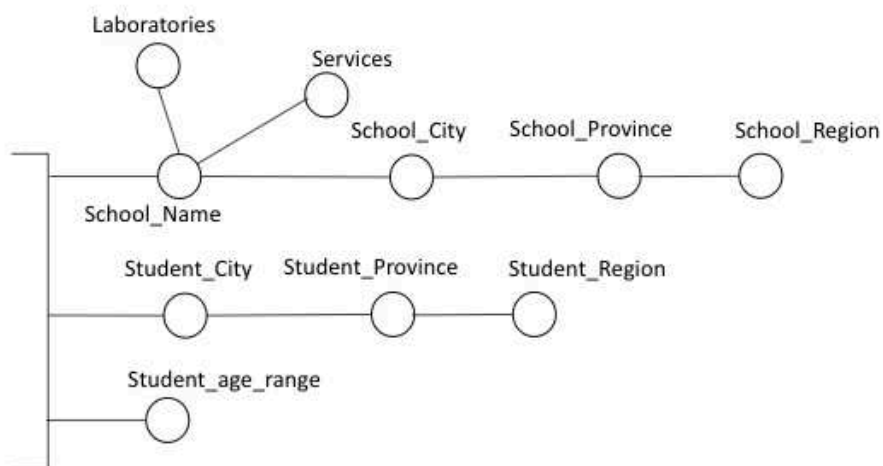 Laboratories
Services
School_City
School_Province
School_Region
School_Name
Student_City
Student_Province
Student_Region
Student_age_range